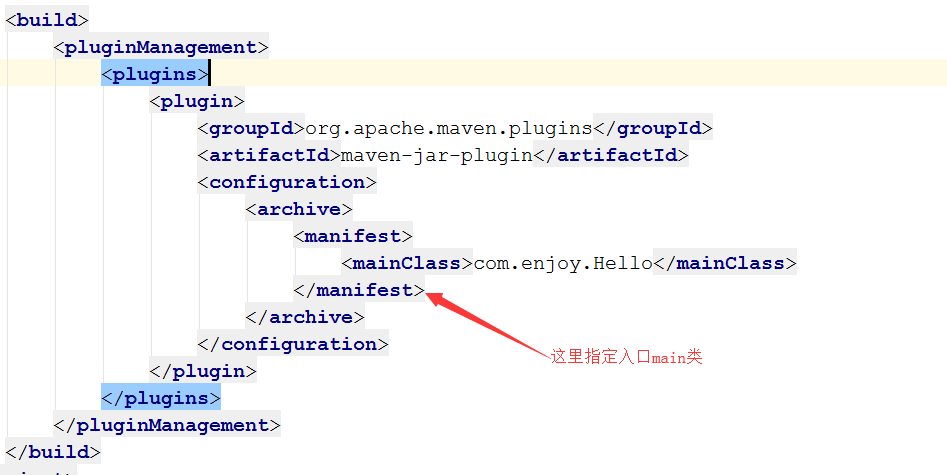 <build>
<pluginManagement>
<plugins>
<plugin>
<groupId>org.apache.maven.plugins</groupId>
<artifactId>maven-jar-plugin</artifactId>
<configuration>
<archive>
<manifest>
<mainClass>com.enjoy.Hello</mainClass>
</manifest>
</archive>
这里指定入口main类
</configuration>
</plugin>
</plugins>
</pluginManagement>
</build>